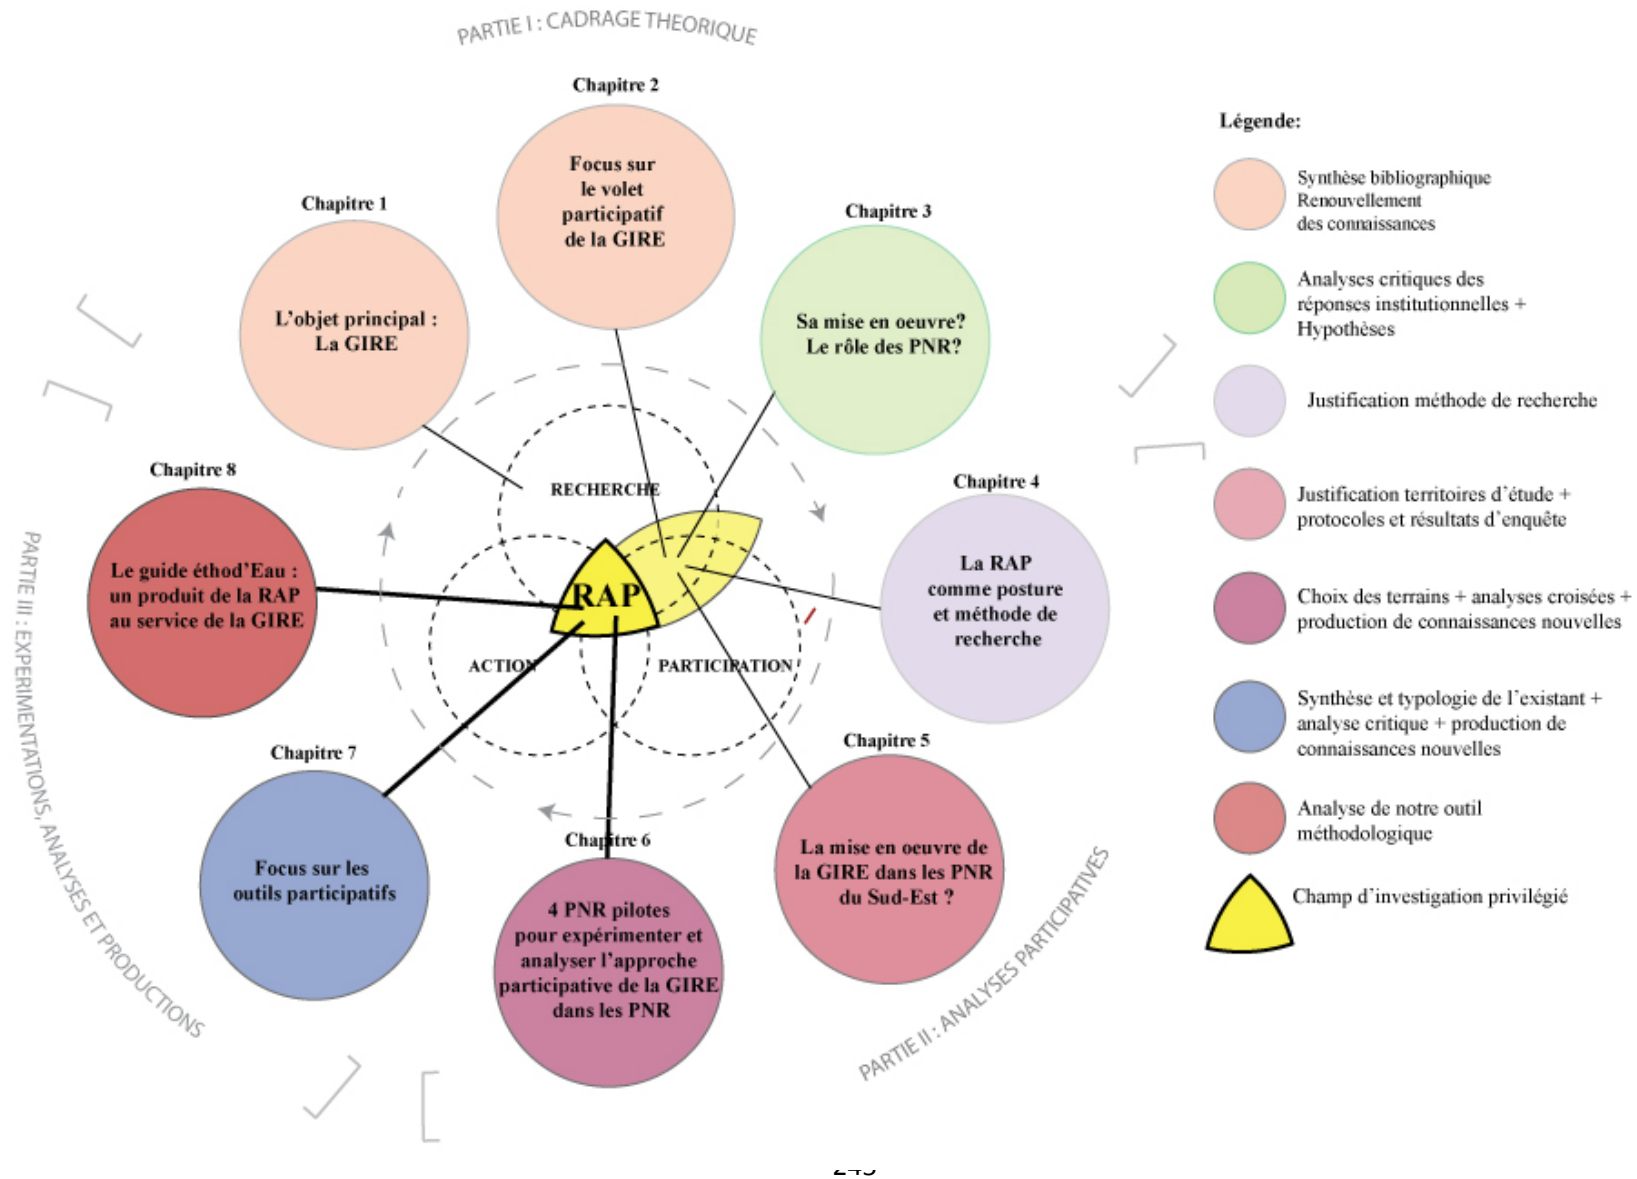 PARTIE I : CADRAGE THEORIQUE
Chapitre 2
Focus sur
le volet
participatif
de la GIRE
Chapitre 1
L'objet principal :
La GIRE
Chapitre 3
Sa mise en oeuvre?
Le rôle des PNR?
Chapitre 8
Le guide éthod'Eau :
un produit de la RAP
au service de la GIRE
RECHERCHE
RAP
ACTION
PARTICIPATION
Chapitre 4
La RAP
comme posture
et méthode de
recherche
Chapitre 7
Focus sur les
outils participatifs
Chapitre 6
4 PNR pilotes
pour expérimenter et
analyser l'approche
participative de la GIRE
dans les PNR
Chapitre 5
La mise en oeuvre de
la GIRE dans les PNR
du Sud-Est ?
PARTIE III : EXPERIMENTATIONS, ANALYSES ET PRODUCTIONS
PARTIE II : ANALYSES PARTICIPATIVES
Légende:
Synthèse bibliographique
Renouvellement
des connaissances
Analyses critiques des
réponses institutionnelles +
Hypothèses
Justification méthode de recherche
Justification territoires d'étude +
protocoles et résultats d'enquête
Choix des terrains + analyses croisées +
production de connaissances nouvelles
Synthèse et typologie de l'existant +
analyse critique + production de
connaissances nouvelles
Analyse de notre outil
méthodologique
Champ d'investigation privilégié